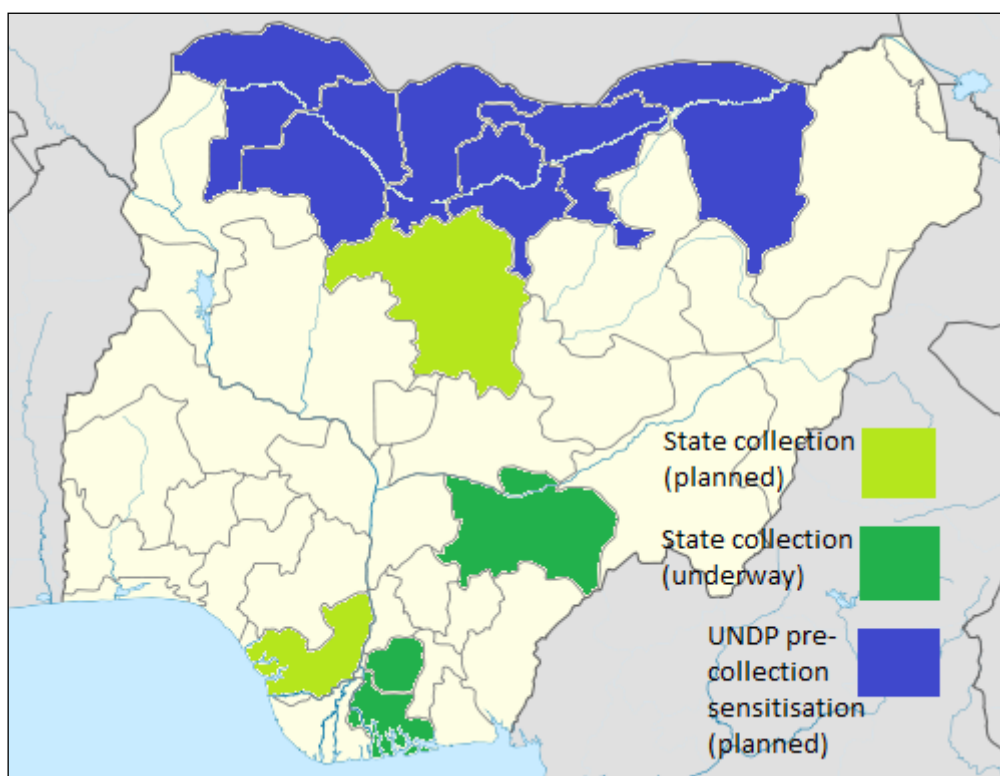 State collection
(planned)
State collection
(underway)
UNDP pre-
collection
sensitisation
(planned)